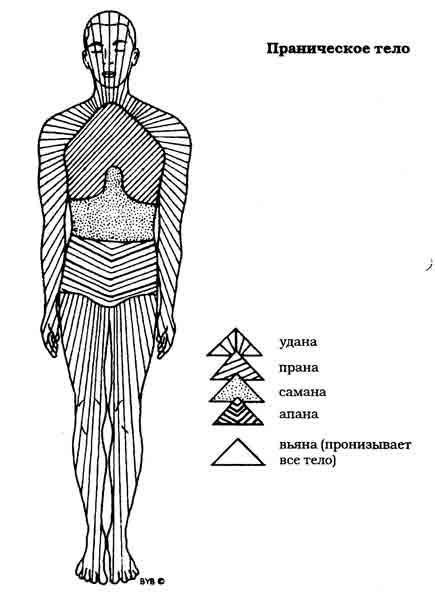 Праническое тело
удана
прана
самана
апана
вьяна (пронизывает
все тело)
BYB ©